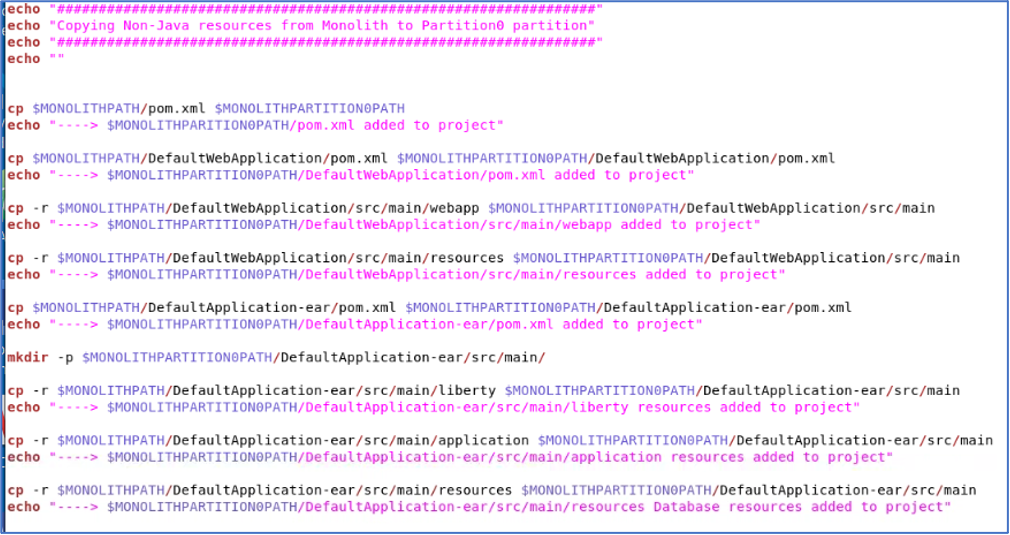 echo "#################################################################"
echo "Copying Non-Java resources from Monolith to Partition0 partition"
echo "#################################################################"
echo ""
cp $MONOLITHPATH/pom.xml $MONOLITHPARTITION0PATH
echo "----> $MONOLITHPARITION0PATH/pom.xml added to project"
cp $MONOLITHPATH/DefaultWebApplication/pom.xml $MONOLITHPARTITION0PATH/DefaultWebApplication/pom.xml
echo "----> $MONOLITHPARTITION0PATH/DefaultWebApplication/pom.xml added to project"
cp -r $MONOLITHPATH/DefaultWebApplication/src/main/webapp $MONOLITHPARTITION0PATH/DefaultWebApplication/src/main
echo "----> $MONOLITHPARTITION0PATH/DefaultWebApplication/src/main/webapp added to project"
cp -r $MONOLITHPATH/DefaultWebApplication/src/main/resources $MONOLITHPARTITION0PATH/DefaultWebApplication/src/main
echo "----> $MONOLITHPARTITION0PATH/DefaultWebApplication/src/main/resources added to project"
cp $MONOLITHPATH/DefaultApplication-ear/pom.xml $MONOLITHPARTITION0PATH/DefaultApplication-ear/pom.xml
echo "----> $MONOLITHPARTITION0PATH/DefaultApplication-ear/pom.xml added to project"
mkdir -p $MONOLITHPARTITION0PATH/DefaultApplication-ear/src/main/
cp -r $MONOLITHPATH/DefaultApplication-ear/src/main/liberty $MONOLITHPARTITION0PATH/DefaultApplication-ear/src/main
echo "----> $MONOLITHPARTITION0PATH/DefaultApplication-ear/src/main/liberty resources added to project"
cp -r $MONOLITHPATH/DefaultApplication-ear/src/main/application $MONOLITHPARTITION0PATH/DefaultApplication-ear/src/main
echo "----> $MONOLITHPARTITION0PATH/DefaultApplication-ear/src/main/application resources added to project"
cp -r $MONOLITHPATH/DefaultApplication-ear/src/main/resources $MONOLITHPARTITION0PATH/DefaultApplication-ear/src/main
echo "----> $MONOLITHPARTITION0PATH/DefaultApplication-ear/src/main/resources Database resources added to project"